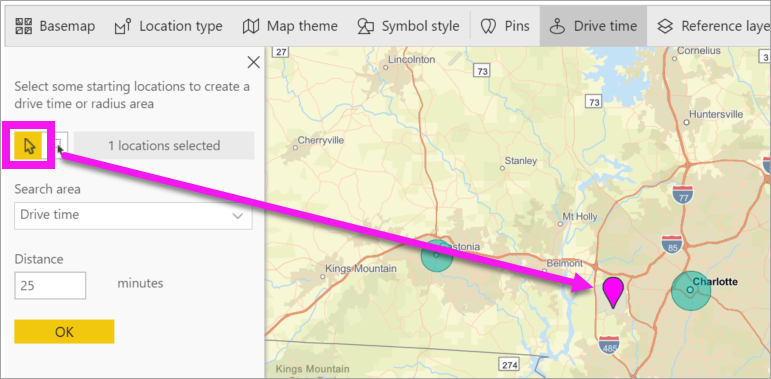 Basemap Location type Map theme Symbol style Pins Drive time Reference laye
Select some starting locations to create a
drive time or radius area
1 locations selected
Search area
Drive time
Distance
25 minutes
OK
27
Lincolnton
73
Cornelius
3
73
Huntersville
Cherryville
Stanley
77
Mt Holly
85
Gastonia
Belmont
Kings Mountain
Charlotte
485
274
Kings Mountain